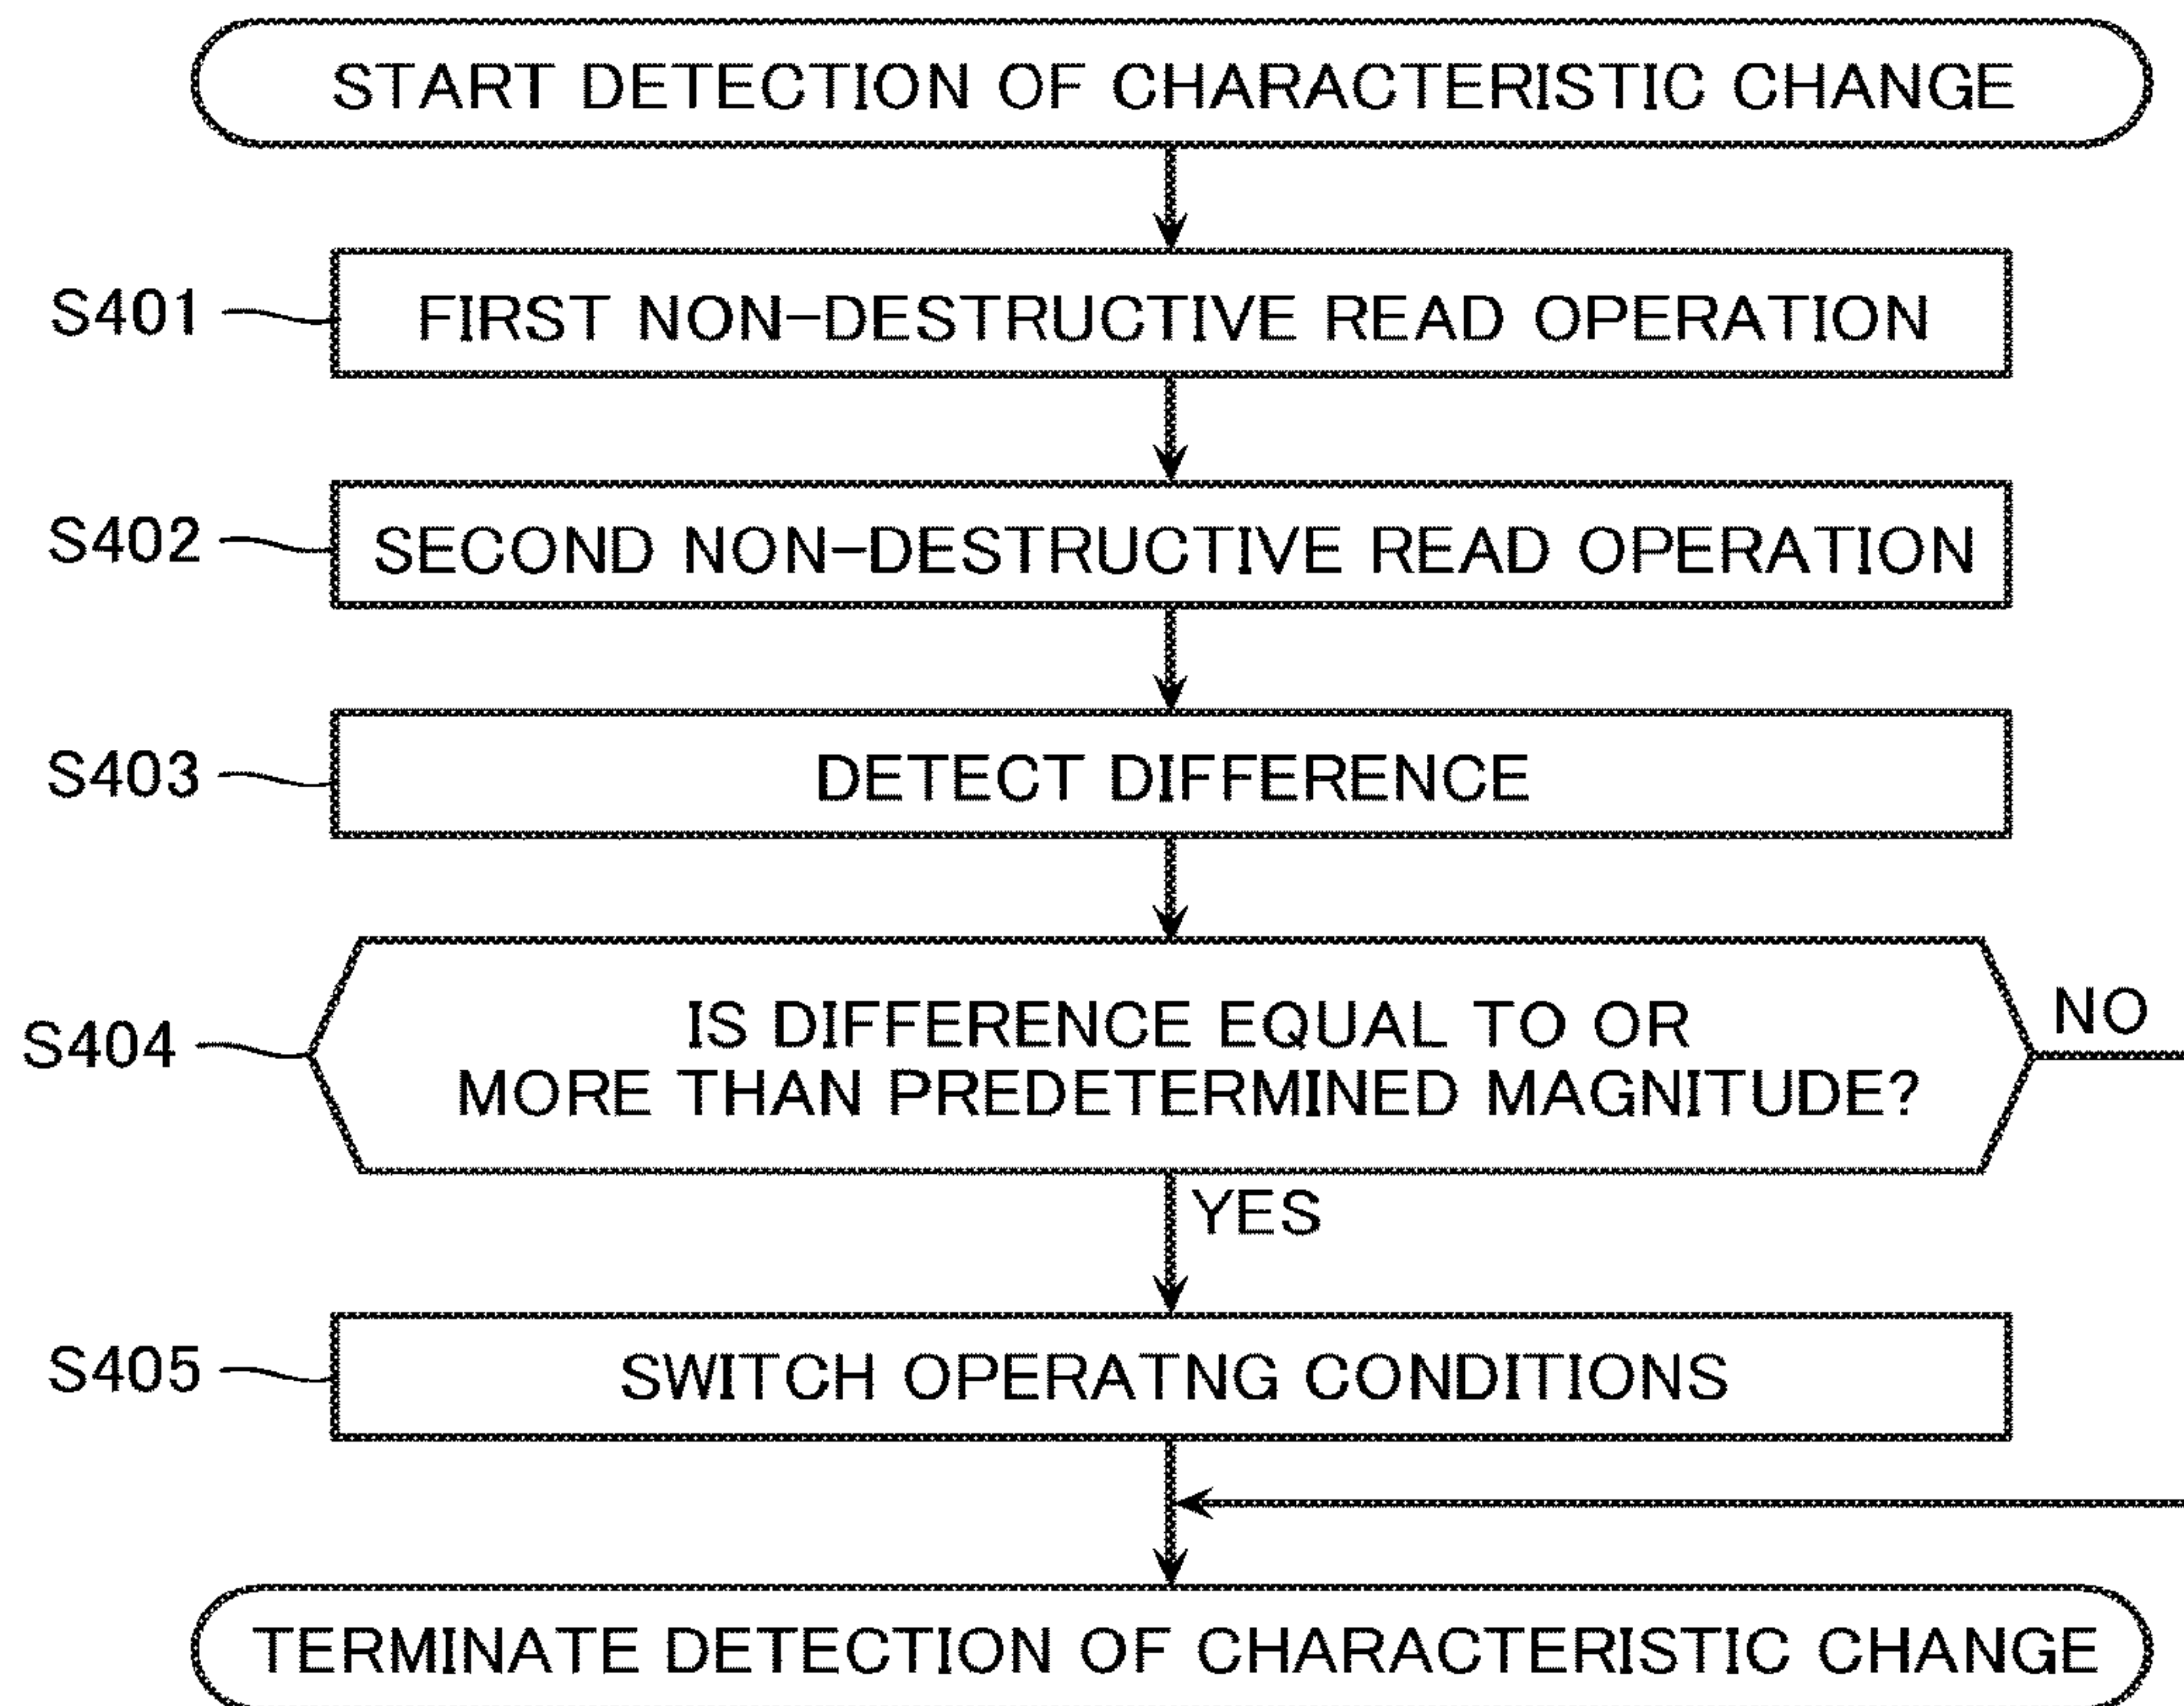 START DETECTION OF CHARACTERISTIC CHANGE
S401
FIRST NON-DESTRUCTIVE READ OPERATION
S402
SECOND NON-DESTRUCTIVE READ OPERATION
S403
DETECT DIFFERENCE
S404
IS DIFFERENCE EQUAL TO OR
MORE THAN PREDETERMINED MAGNITUDE?
NO
YES
S405
SWITCH OPERATNG CONDITIONS
TERMINATE DETECTION OF CHARACTERISTIC CHANGE